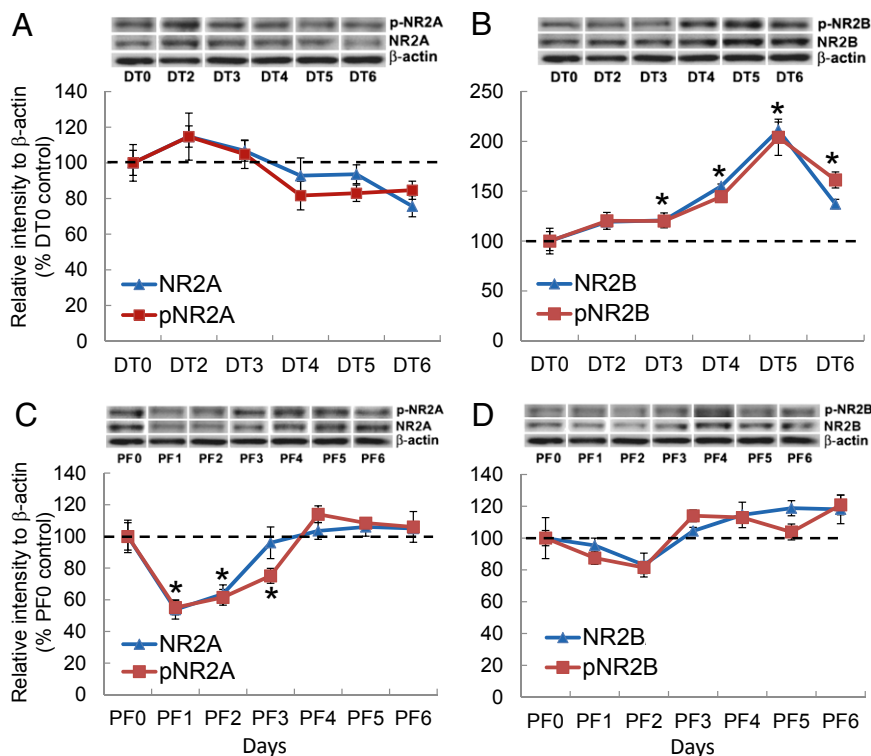 A
p-NR2A
NR2A
β-actin
DT0 DT2 DT3 DT4 DT5 DT6
Relative intensity to β-actin
(% DT0 control)
140
120
100
80
60
40
20
0
NR2A
pNR2A
DT0 DT2 DT3 DT4 DT5 DT6
B
p-NR2B
NR2B
β-actin
DT0 DT2 DT3 DT4 DT5 DT6
250
200
150
100
50
0
* * * *
NR2B
pNR2B
DT0 DT2 DT3 DT4 DT5 DT6
C
p-NR2A
NR2A
β-actin
PF0 PF1 PF2 PF3 PF4 PF5 PF6
Relative intensity to β-actin
(% PF0 control)
140
120
100
80
60
40
20
0
* * *
NR2A
pNR2A
PF0 PF1 PF2 PF3 PF4 PF5 PF6
Days
D
p-NR2B
NR2B
β-actin
PF0 PF1 PF2 PF3 PF4 PF5 PF6
140
120
100
80
60
40
20
0
NR2B
pNR2B
PF0 PF1 PF2 PF3 PF4 PF5 PF6
Days